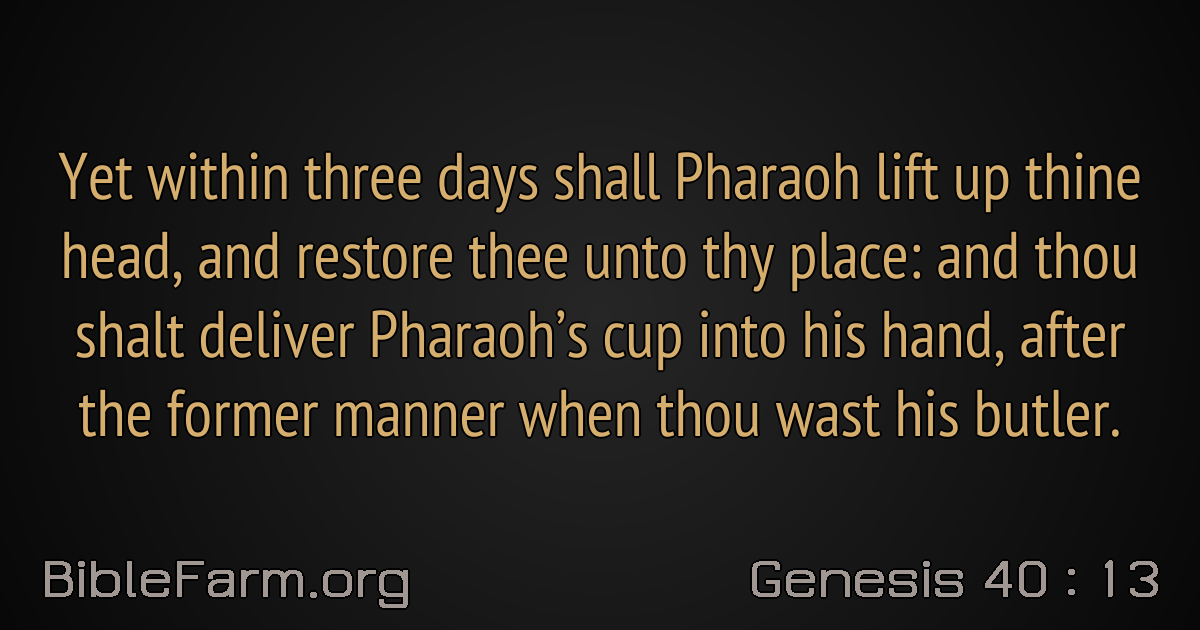 Yet within three days shall Pharaoh lift up thine
head, and restore thee unto thy place: and thou
shalt deliver Pharaoh’s cup into his hand, after
the former manner when thou wast his butler.
BibleFarm.org
Genesis 40 : 13